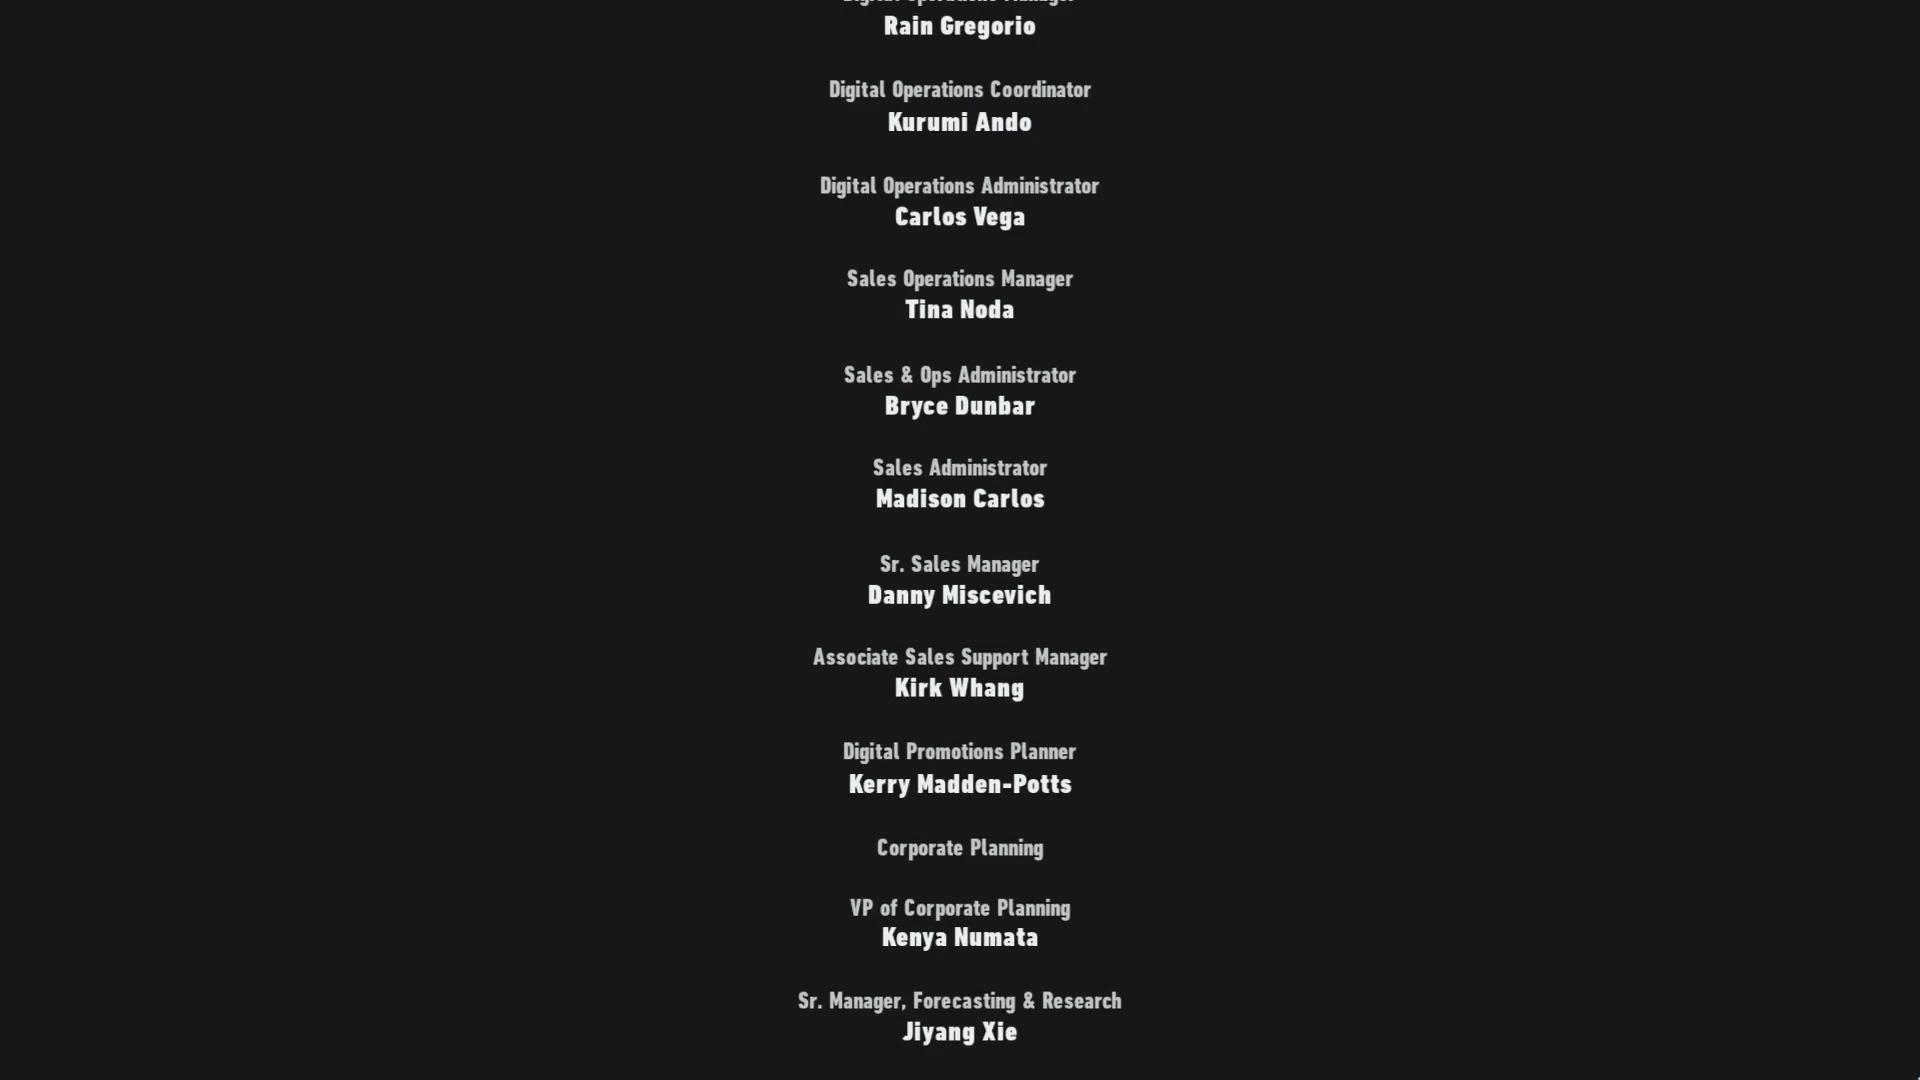 Digital Operations Manager
Rain Gregorio
Digital Operations Coordinator
Kurumi Ando
Digital Operations Administrator
Carlos Vega
Sales Operations Manager
Tina Noda
Sales & Ops Administrator
Bryce Dunbar
Sales Administrator
Madison Carlos
Sr. Sales Manager
Danny Miscevich
Associate Sales Support Manager
Kirk Whang
Digital Promotions Planner
Kerry Madden-Potts
Corporate Planning
VP of Corporate Planning
Kenya Numata
Sr. Manager, Forecasting & Research
Jiyang Xie